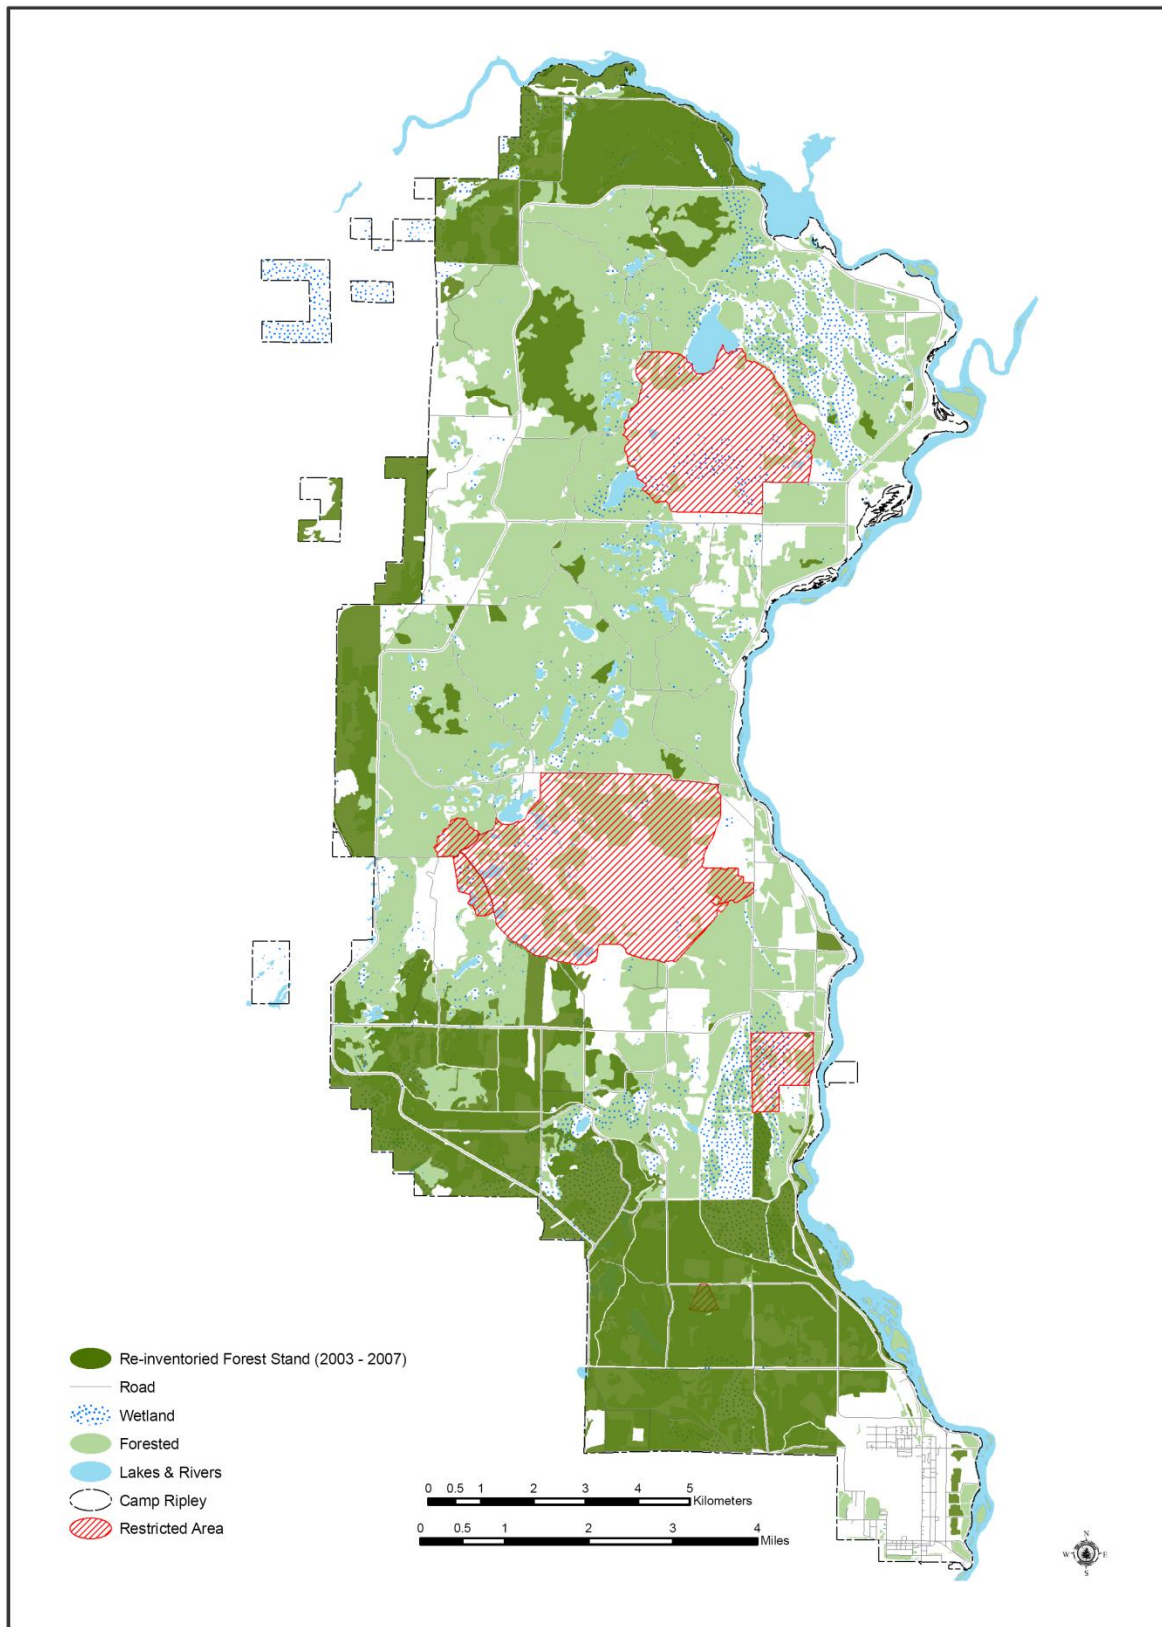 Re-inventoried Forest Stand (2003 - 2007)
Road
Wetland
Forested
Lakes & Rivers
Camp Ripley
Restricted Area
0 0.5 1 2 3 4 5
Kilometers
0 0.5 1 2 3 4
Miles
N
W E
S